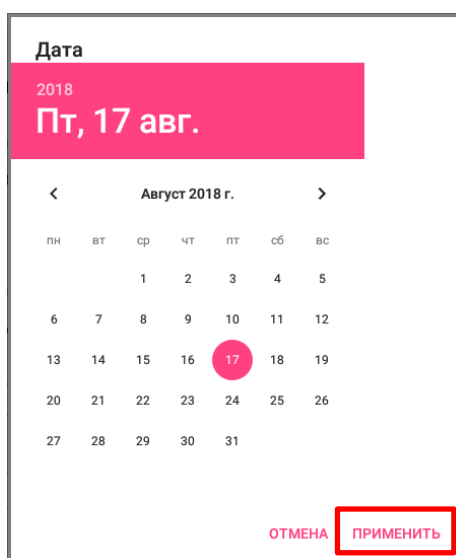 Дата
2018
Пт, 17 авг.
Август 2018 г.
пн вт ср чт пт сб вс
1 2 3 4 5
6 7 8 9 10 11 12
13 14 15 16 17 18 19
20 21 22 23 24 25 26
27 28 29 30 31
ОТМЕНА ПРИМЕНИТЬ